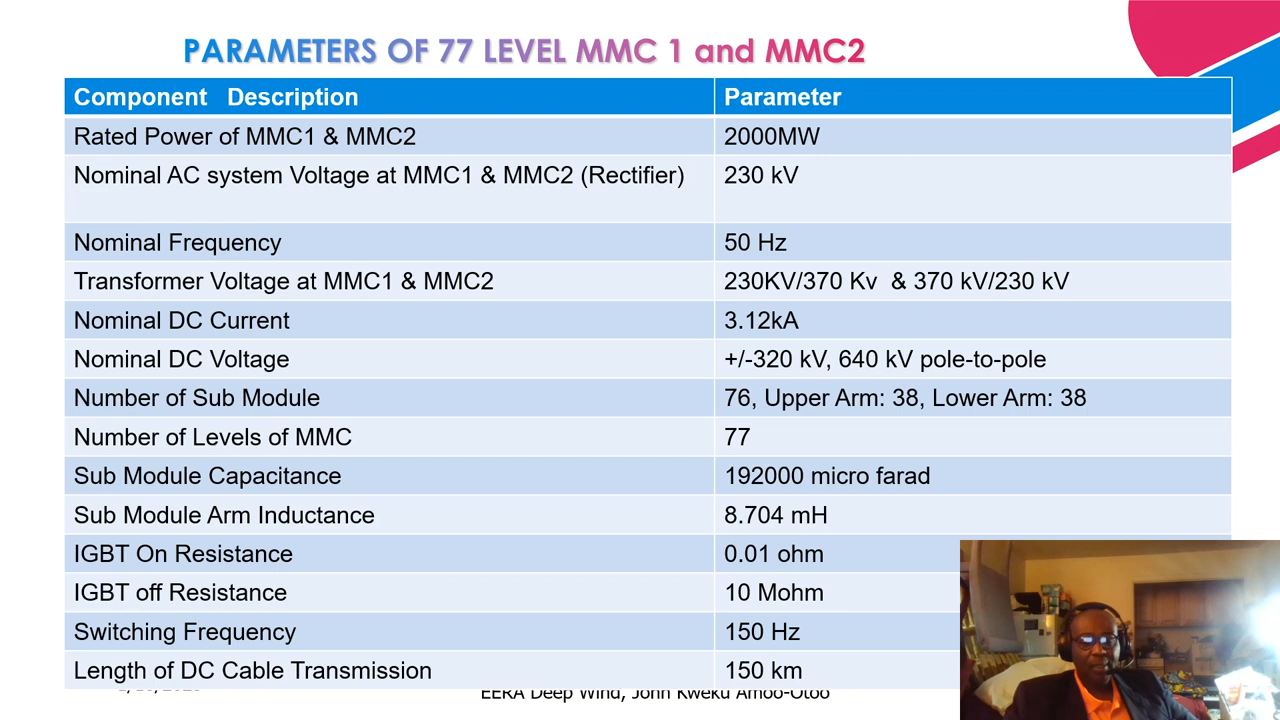 PARAMETERS OF 77 LEVEL MMC 1 and MMC2
Component Description Parameter
Rated Power of MMC1 & MMC2 2000MW
Nominal AC system Voltage at MMC1 & MMC2 (Rectifier) 230 kV
Nominal Frequency 50 Hz
Transformer Voltage at MMC1 & MMC2 230KV/370 Kv & 370 kV/230 kV
Nominal DC Current 3.12kA
Nominal DC Voltage +/-320 kV, 640 kV pole-to-pole
Number of Sub Module 76, Upper Arm: 38, Lower Arm: 38
Number of Levels of MMC 77
Sub Module Capacitance 192000 micro farad
Sub Module Arm Inductance 8.704 mH
IGBT On Resistance 0.01 ohm
IGBT off Resistance 10 Mohm
Switching Frequency 150 Hz
Length of DC Cable Transmission 150 km
EERA Deep Wind, John Kweku Amoo-Otoo